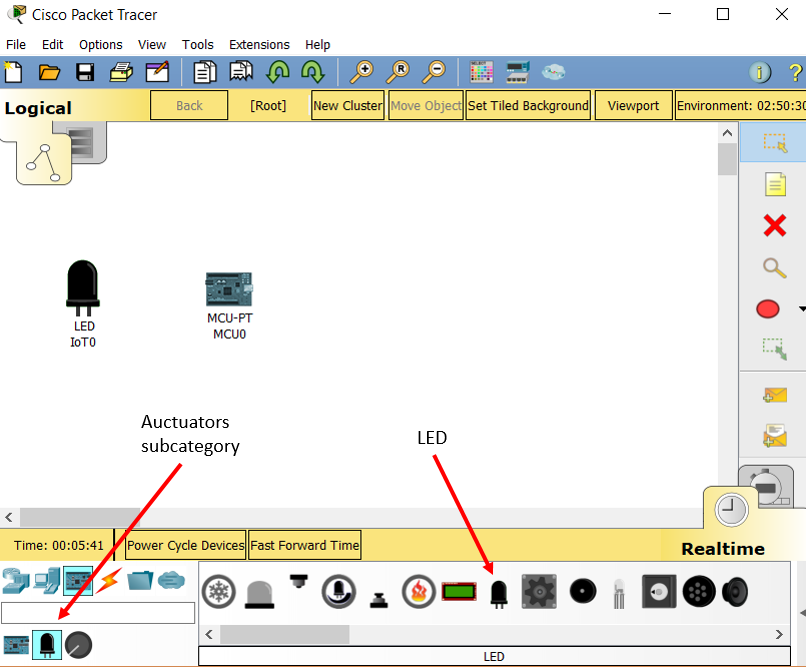 Cisco Packet Tracer
File Edit Options View Tools Extensions Help
R i ?
Logical Back [Root] New Cluster Move Object Set Tiled Background Viewport Environment: 02:50:30
LED
IoT0
MCU-PT
MCU0
Auctuators
subcategory
LED
Time: 00:05:41 Power Cycle Devices Fast Forward Time Realtime
LED